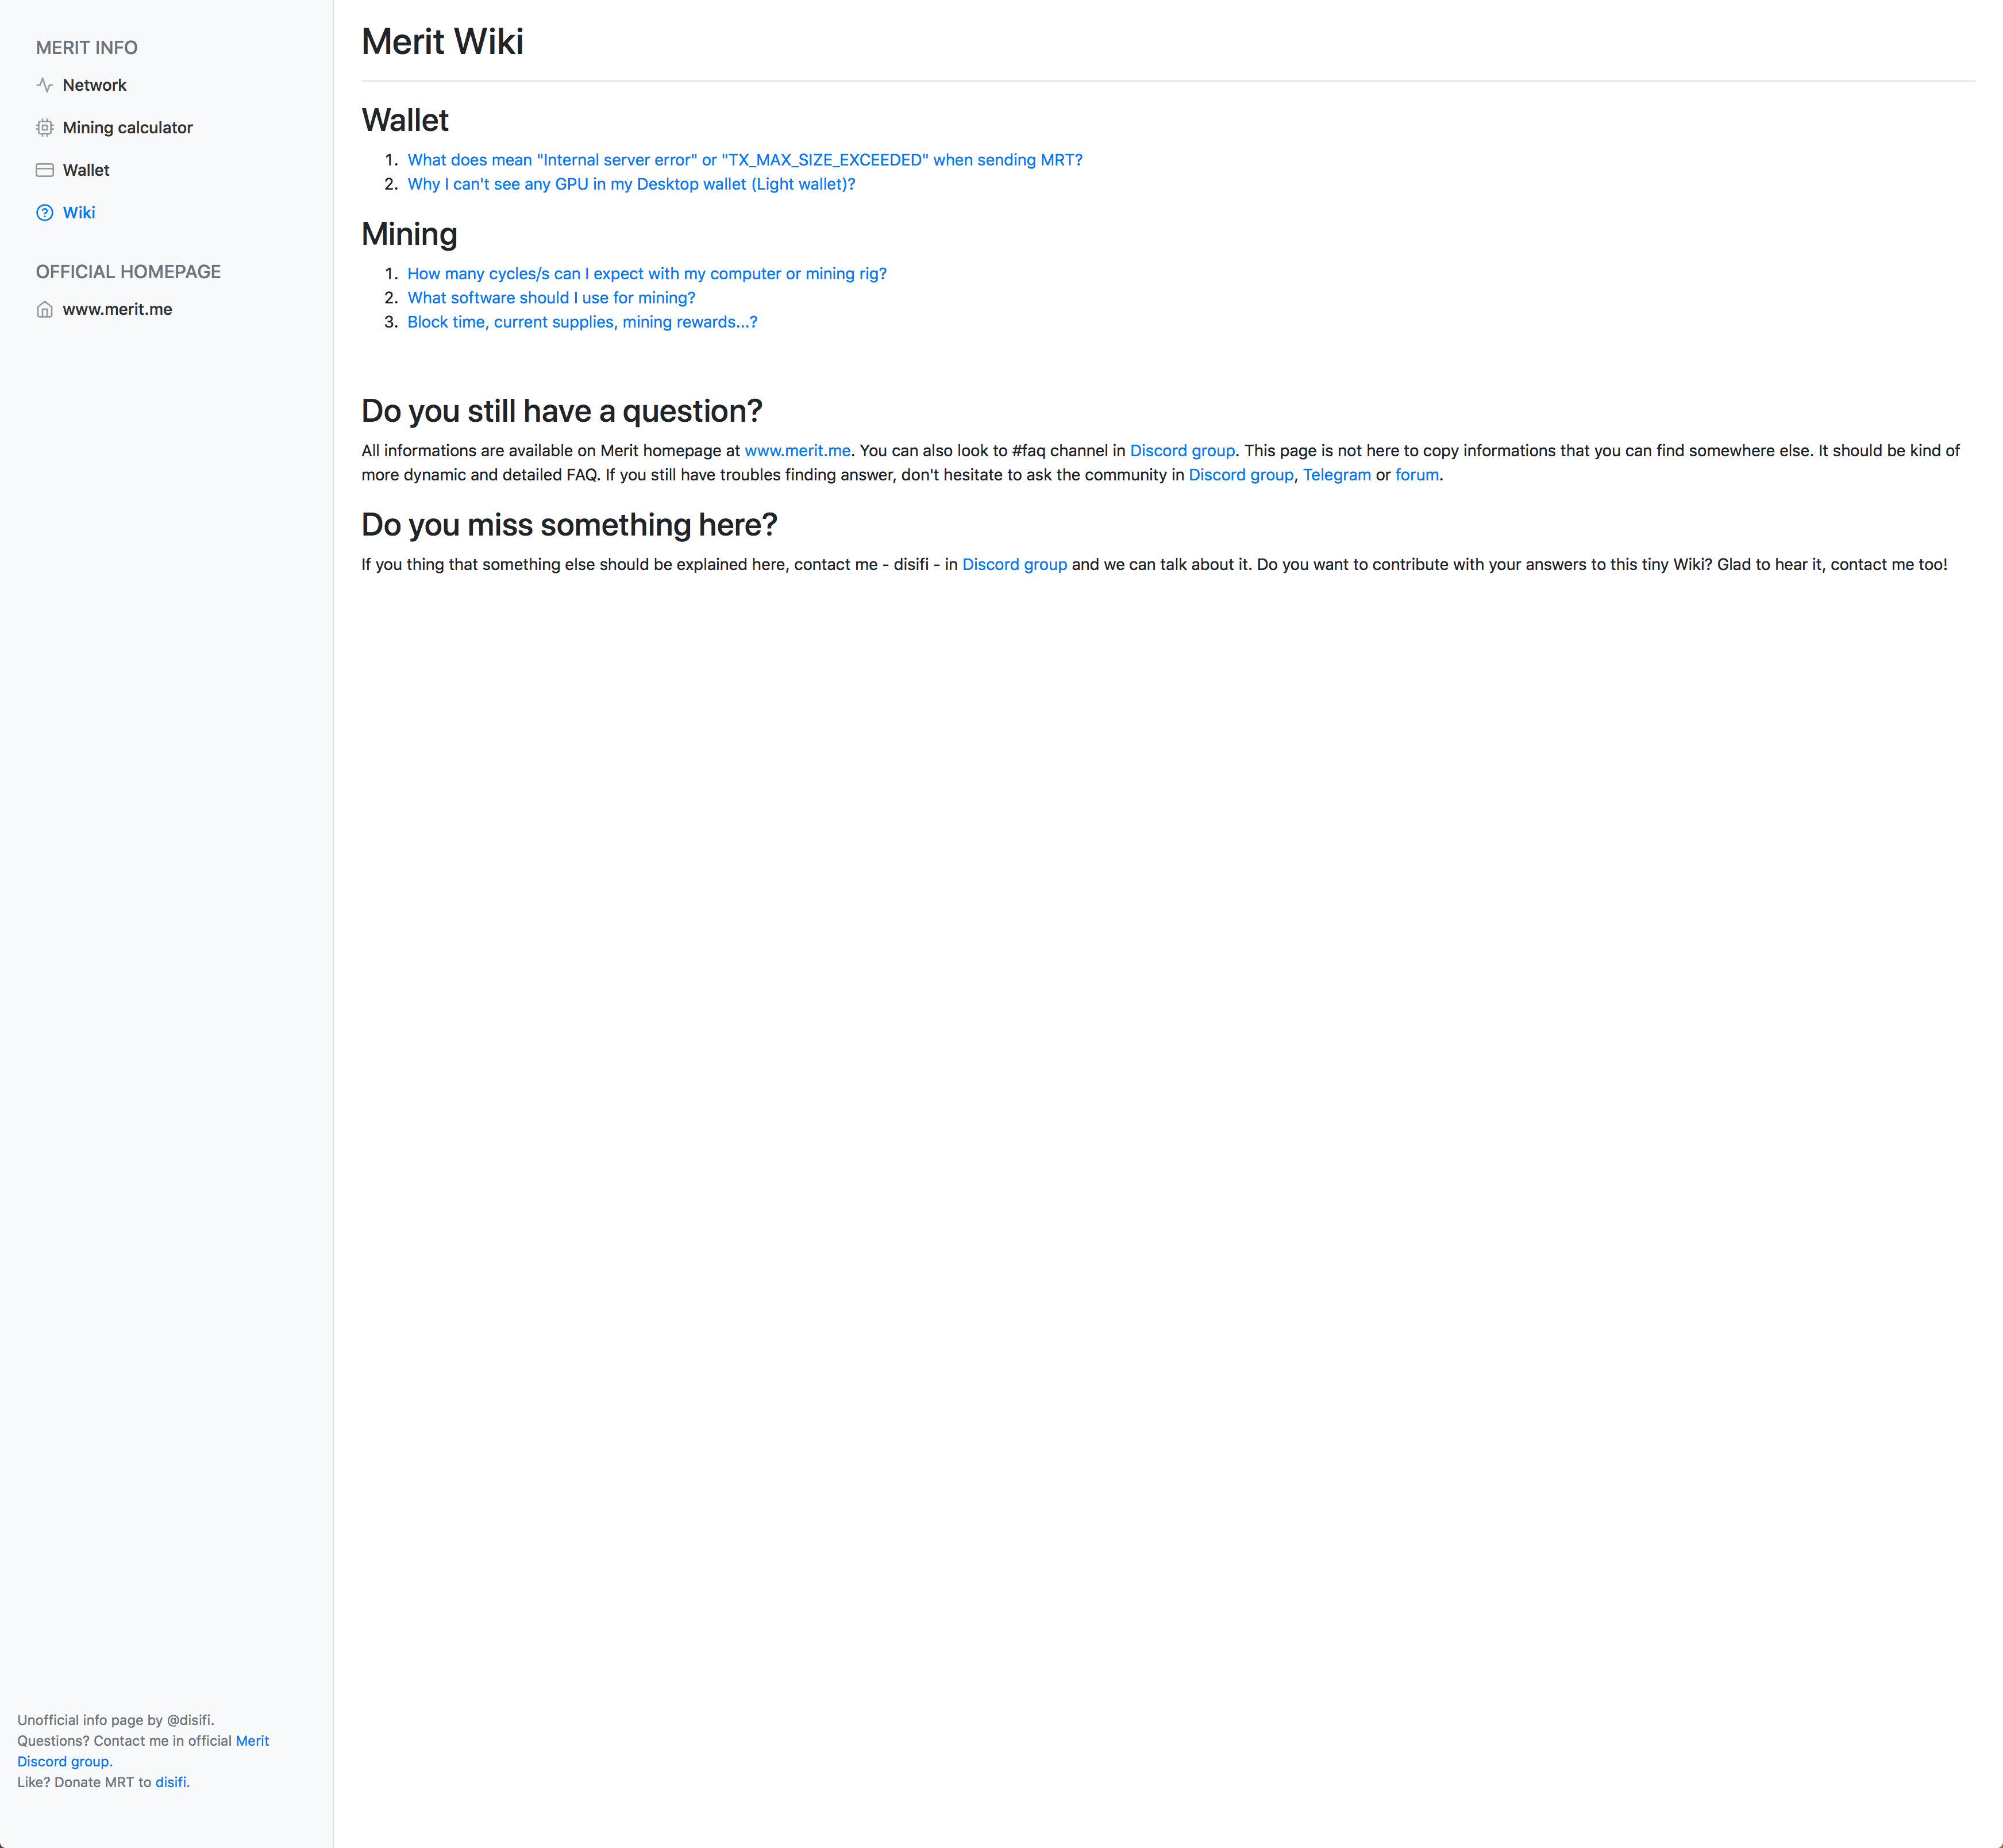 MERIT INFO
Network
Mining calculator
Wallet
Wiki
OFFICIAL HOMEPAGE
www.merit.me
Unofficial info page by @disifi.
Questions? Contact me in official Merit
Discord group.
Like? Donate MRT to disifi.
Merit Wiki
Wallet
1. What does mean "Internal server error" or "TX_MAX_SIZE_EXCEEDED" when sending MRT?
2. Why I can't see any GPU in my Desktop wallet (Light wallet)?
Mining
1. How many cycles/s can I expect with my computer or mining rig?
2. What software should I use for mining?
3. Block time, current supplies, mining rewards...?
Do you still have a question?
All informations are available on Merit homepage at www.merit.me. You can also look to #faq channel in Discord group. This page is not here to copy informations that you can find somewhere else. It should be kind of
more dynamic and detailed FAQ. If you still have troubles finding answer, don't hesitate to ask the community in Discord group, Telegram or forum.
Do you miss something here?
If you thing that something else should be explained here, contact me - disifi - in Discord group and we can talk about it. Do you want to contribute with your answers to this tiny Wiki? Glad to hear it, contact me too!